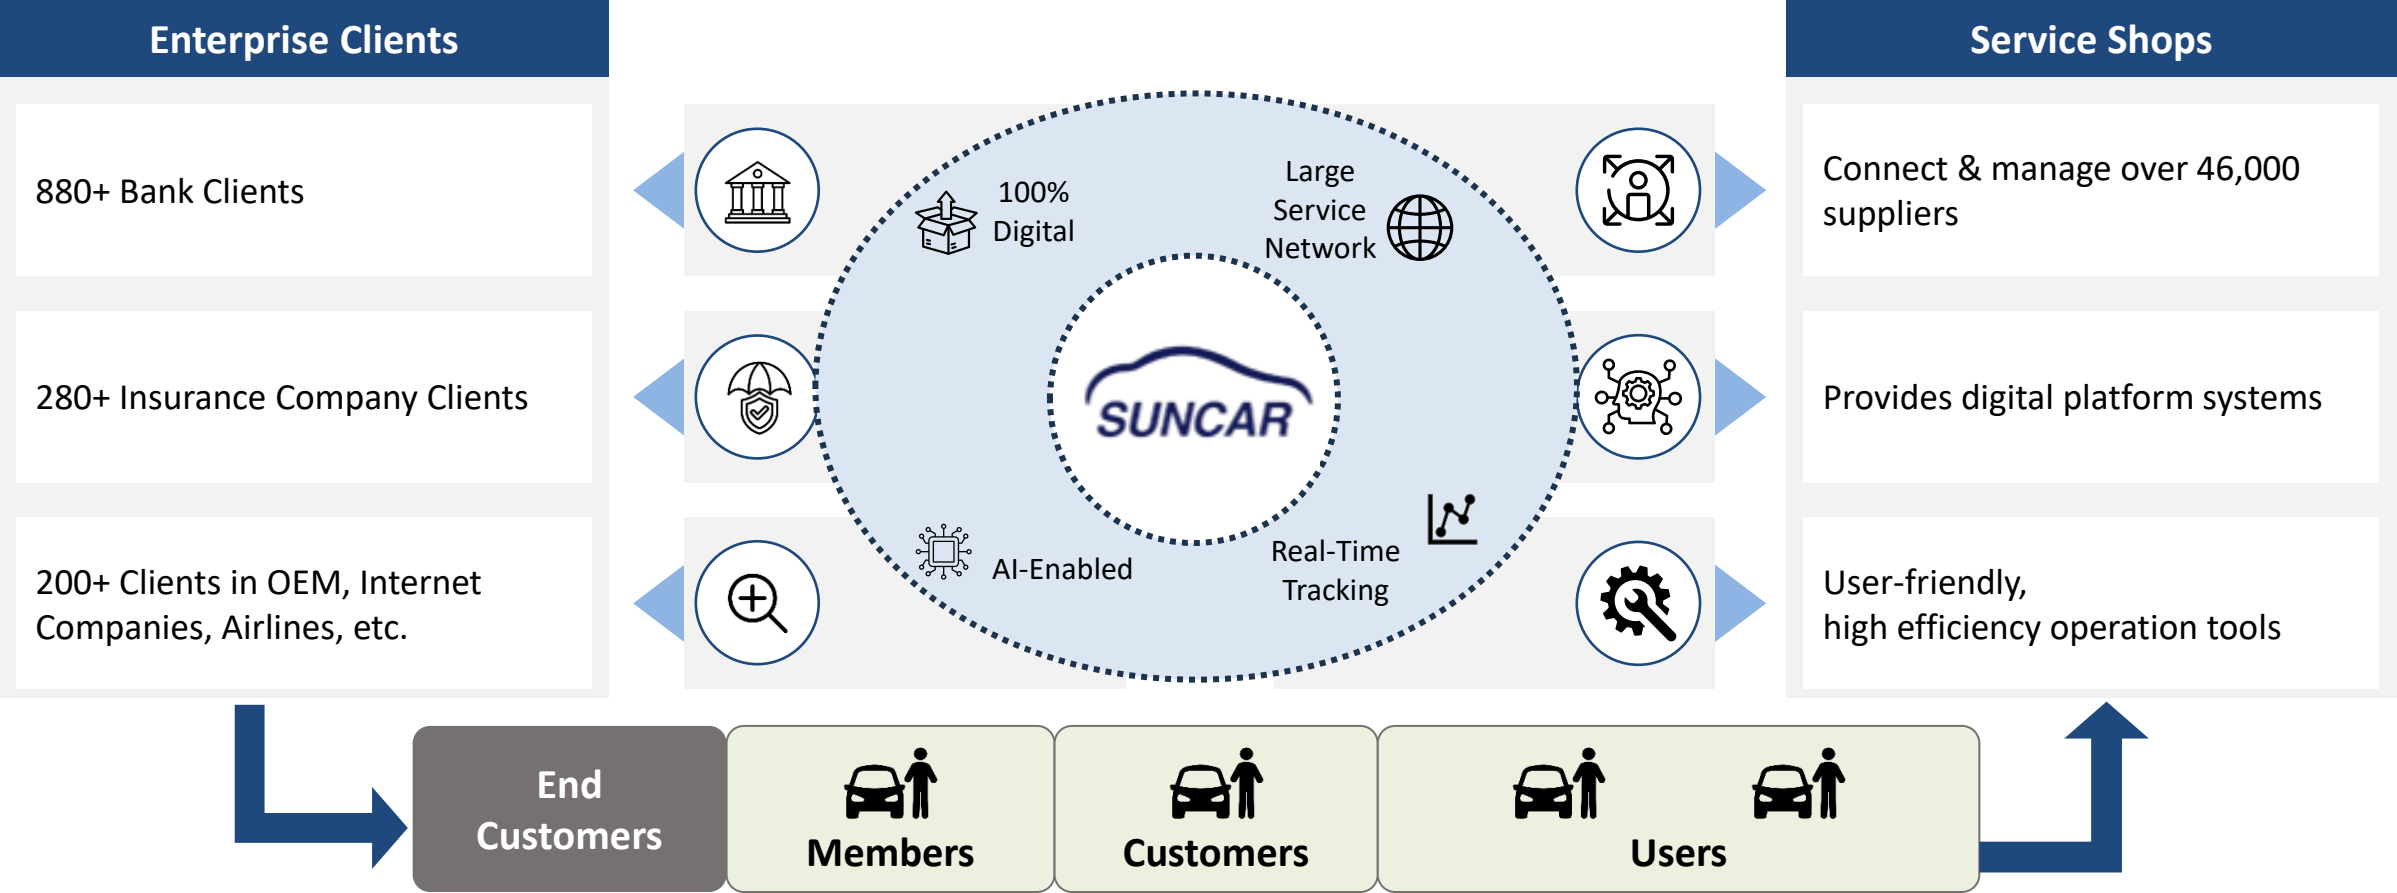 Enterprise Clients
880+ Bank Clients
280+ Insurance Company Clients
200+ Clients in OEM, Internet
Companies, Airlines, etc.
100%
Digital
Large
Service
Network
SUNCAR
AI-Enabled
Real-Time
Tracking
Service Shops
Connect & manage over 46,000
suppliers
Provides digital platform systems
User-friendly,
high efficiency operation tools
End
Customers
Members
Customers
Users